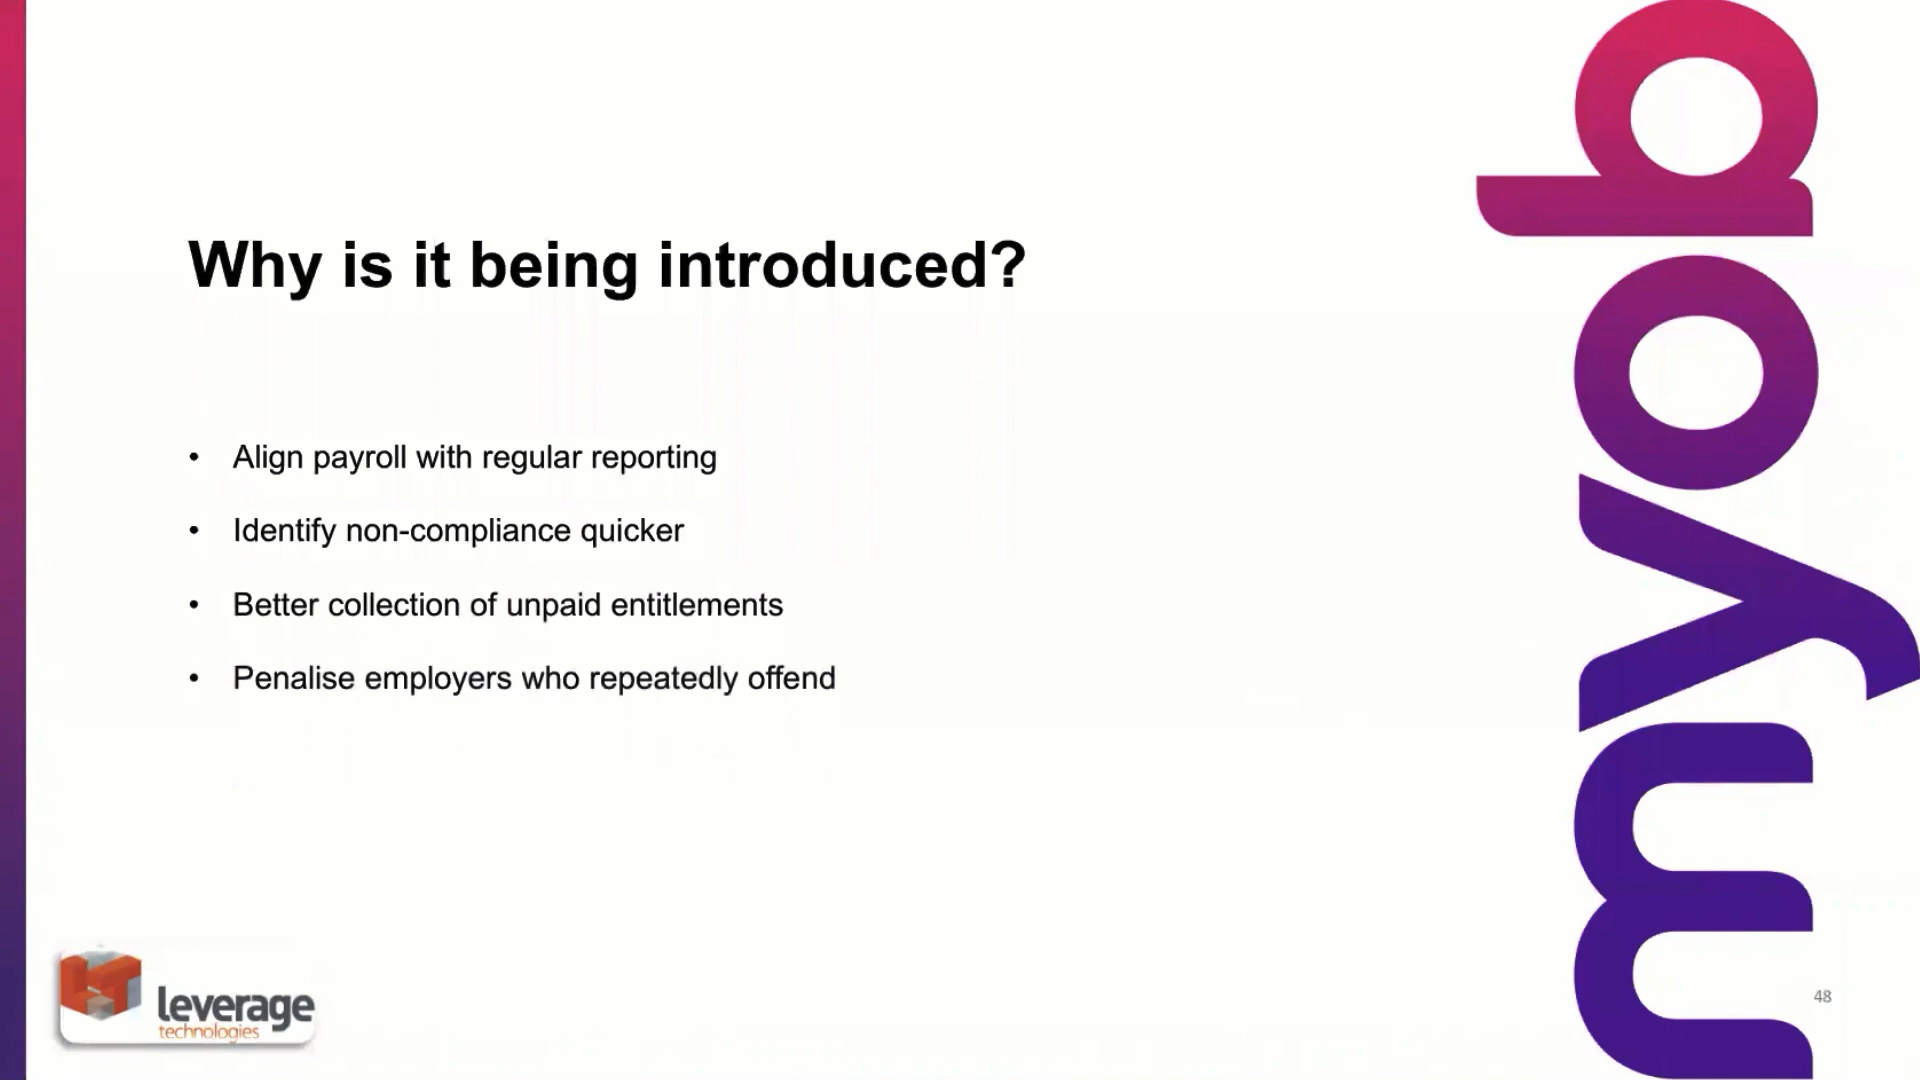 Why is it being introduced?
• Align payroll with regular reporting
• Identify non-compliance quicker
• Better collection of unpaid entitlements
• Penalise employers who repeatedly offend
myob
leverage
technologies
48